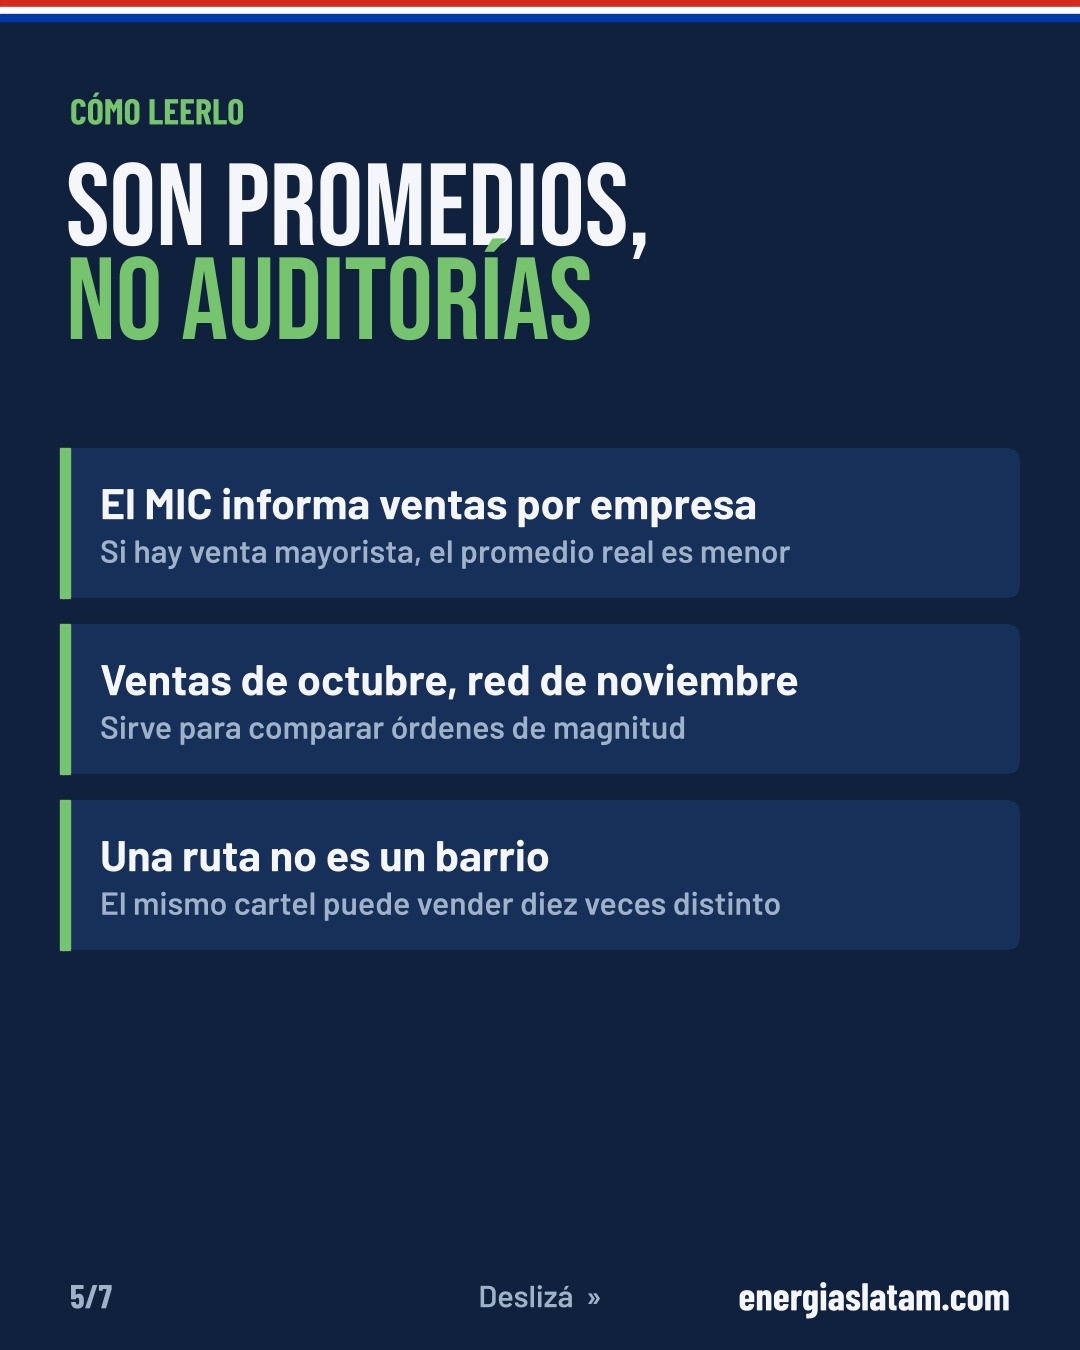 CÓMO LEERLO
SON PROMEDIOS,
NO AUDITORÍAS
El MIC informa ventas por empresa
Si hay venta mayorista, el promedio real es menor
Ventas de octubre, red de noviembre
Sirve para comparar órdenes de magnitud
Una ruta no es un barrio
El mismo cartel puede vender diez veces distinto
5/7
Deslizá »
energiaslatam.com